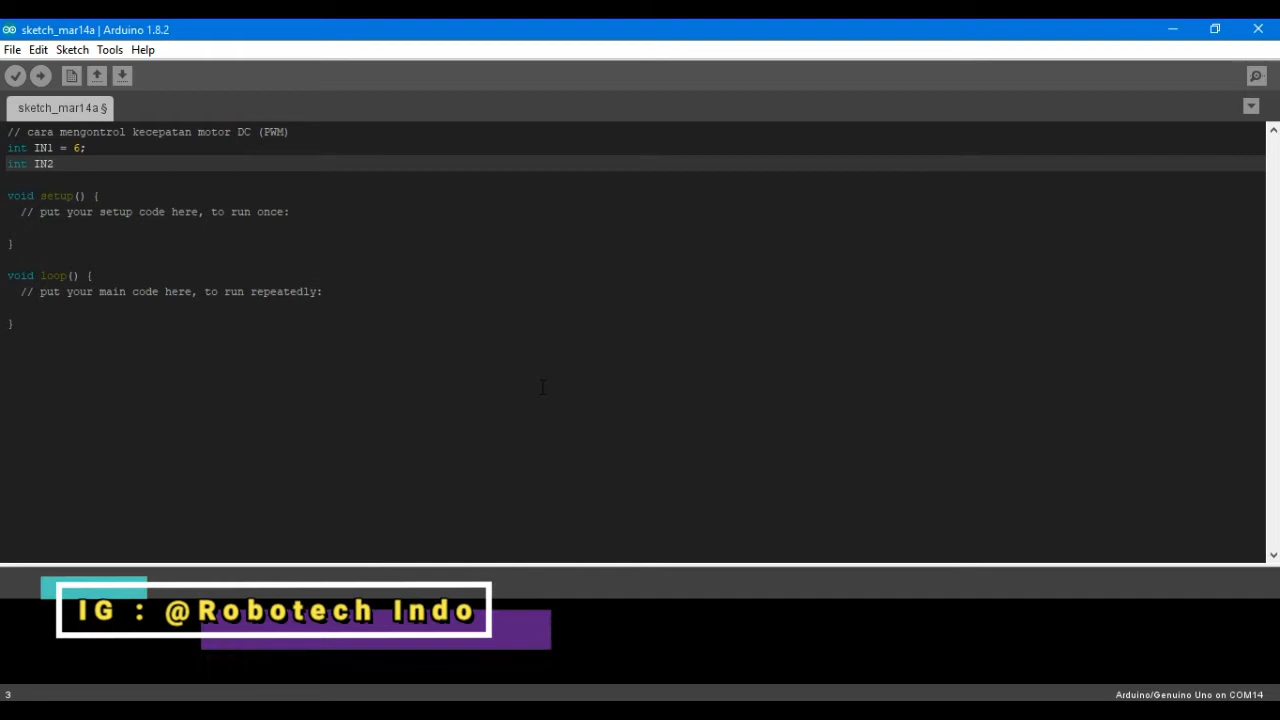 sketch_mar14a | Arduino 1.8.2
File Edit Sketch Tools Help
sketch_mar14a §
// cara mengontrol kecepatan motor DC (PWM)
int IN1 = 6;
int IN2
void setup() {
// put your setup code here, to run once:
}
void loop() {
// put your main code here, to run repeatedly:
}
IG : @Robotech Indo
3
Arduino/Genuino Uno on COM14